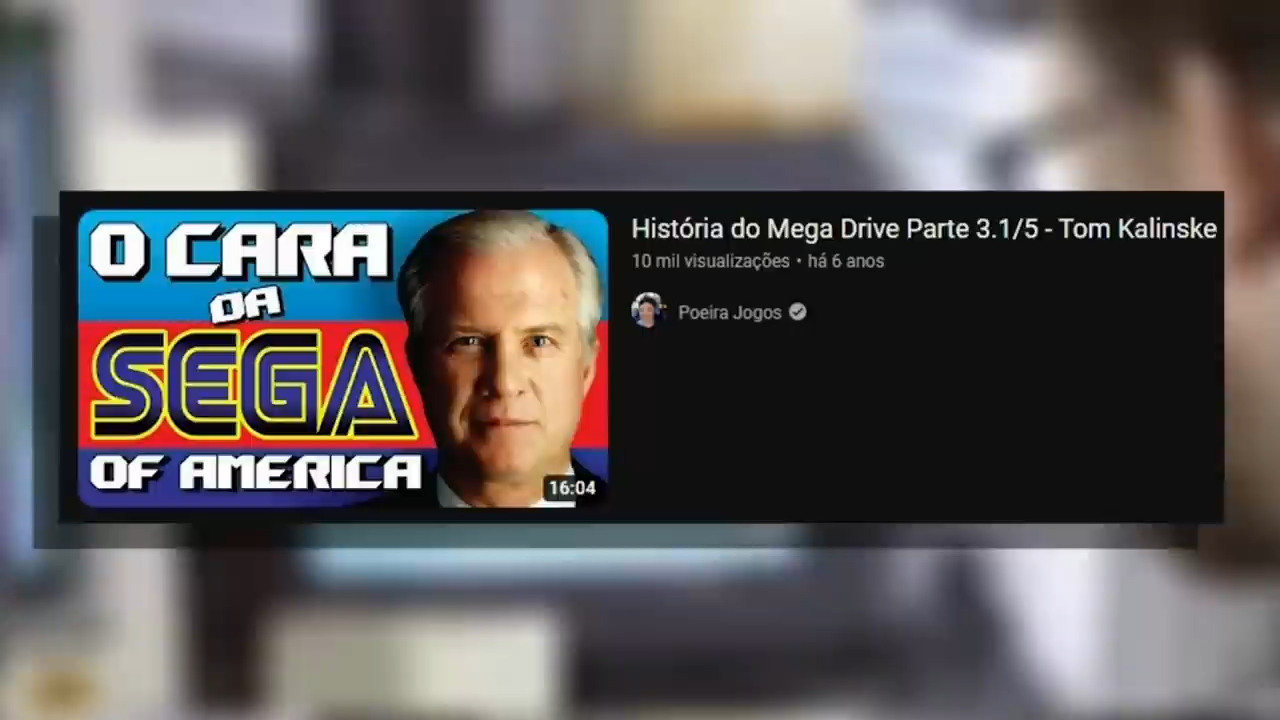 O CARA
DA
SEGA
OF AMERICA
16:04
História do Mega Drive Parte 3.1/5 - Tom Kalinske
10 mil visualizações • há 6 anos
Poeira Jogos